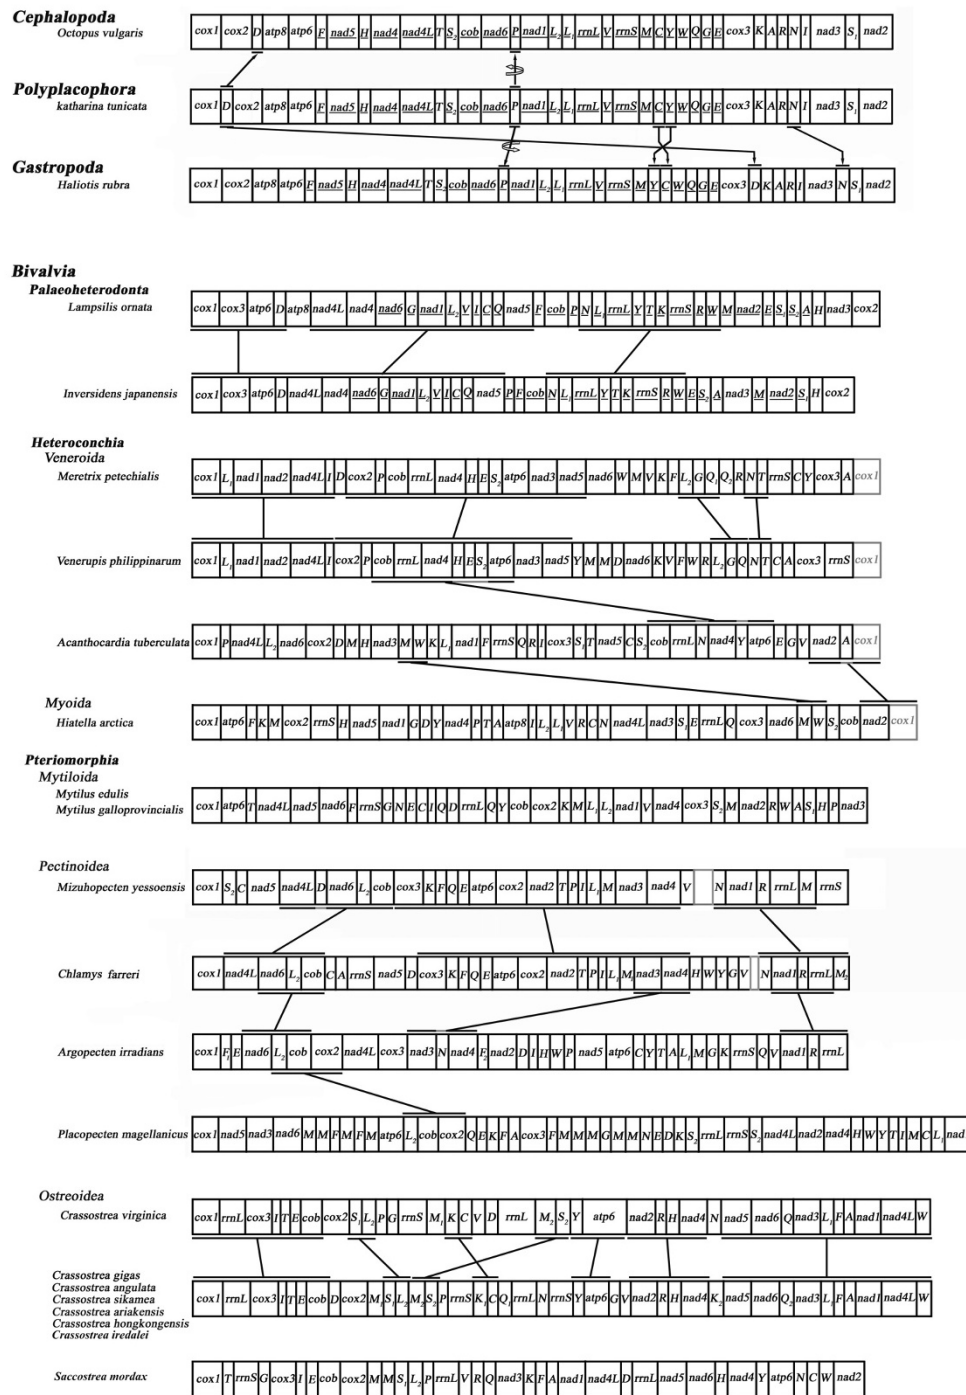 Cephalopoda
Octopus vulgaris
cox1 cox2 D atp8 atp6 F nad5 H nad4 nad4L T S2 cob nad6 P nad1 L2 L1 rrnL V rrnS M C Y W Q G E cox3 K A R N I nad3 S1 nad2
Polyplacophora
katharina tunicata
cox1 D cox2 atp8 atp6 F nad5 H nad4 nad4L T S2 cob nad6 P nad1 L2 L1 rrnL V rrnS M C Y W Q G E cox3 K A R N I nad3 S1 nad2
Gastropoda
Haliotis rubra
cox1 cox2 atp8 atp6 F nad5 H nad4 nad4L T S2 cob nad6 P nad1 L2 L1 rrnL V rrnS M Y C W Q G E cox3 D K A R I nad3 N S1 nad2
Bivalvia
Palaeoheterodonta
Lampsilis ornata
cox1 cox3 atp6 D atp8 nad4L nad4 nad6 G nad1 L2 V I C Q nad5 F cob P N L1 rrnL Y T K rrnS R W M nad2 E S1 S2 A H nad3 cox2
Inversidens japanensis
cox1 cox3 atp6 D nad4L nad4 nad6 G nad1 L2 V I C Q nad5 P F cob N L1 rrnL Y T K rrnS R W E S2 A nad3 M nad2 S1 H cox2
Heteroconchia
Veneroida
Meretrix petechialis
cox1 L1 nad1 nad2 nad4L I D cox2 P cob rrnL nad4 H E S2 atp6 nad3 nad5 nad6 W M V K F L2 G Q1 Q2 R N T rrnS C Y cox3 A cox1
Venerupis philippinarum
cox1 L1 nad1 nad2 nad4L I cox2 P cob rrnL nad4 H E S2 atp6 nad3 nad5 Y M M D nad6 K V F W R L2 G Q N T C A cox3 rrnS cox1
Acanthocardia tuberculata
cox1 P nad4L L2 nad6 cox2 D M H nad3 M W K L1 nad1 F rrnS Q R I cox3 S1 T nad5 C S2 cob rrnL N nad4 Y atp6 E G V nad2 A cox1
Myoida
Hiatella arctica
cox1 atp6 F K M cox2 rrnS H nad5 nad1 G D Y nad4 P T A atp8 I L2 L1 V R C N nad4L nad3 S1 E rrnL Q cox3 nad6 M W S2 cob nad2 cox1
Pteriomorphia
Mytiloida
Mytilus edulis
Mytilus galloprovincialis
cox1 atp6 T nad4L nad5 nad6 F rrnS G N E C I Q D rrnL Q Y cob cox2 K M L1 L2 nad1 V nad4 cox3 S2 M nad2 R W A S1 H P nad3
Pectinoidea
Mizuhopecten yessoensis
cox1 S2 C nad5 nad4L D nad6 L2 cob cox3 K F Q E atp6 cox2 nad2 T P I L1 M nad3 nad4 V N nad1 R rrnL M rrnS
Chlamys farreri
cox1 nad4L nad6 L2 cob C A rrnS nad5 D cox3 K F Q E atp6 cox2 nad2 T P I L1 M1 nad3 nad4 H W Y G V N nad1 R rrnL M2
Argopecten irradians
cox1 F1 E nad6 L2 cob cox2 nad4L cox3 nad3 N nad4 F2 nad2 D I H W P nad5 atp6 C Y T A L1 M G K rrnS Q V nad1 R rrnL
Placopecten magellanicus
cox1 nad5 nad3 nad6 M M F M F M atp6 L2 cob cox2 Q E K F A cox3 F M M M G M M N E D K S2 rrnL rrnS S2 nad4L nad2 nad4 H W Y T I M C L1 nad
Ostreoidea
Crassostrea virginica
cox1 rrnL cox3 I T E cob cox2 S1 L2 P G rrnS M1 K C V D rrnL M2 S2 Y atp6 nad2 R H nad4 N nad5 nad6 Q nad3 L1 F A nad1 nad4L W
Crassostrea gigas
Crassostrea angulata
Crassostrea sikamea
Crassostrea ariakensis
Crassostrea hongkongensis
Crassostrea iredalei
cox1 rrnL cox3 I T E cob D cox2 M1 S1 L2 M2 S2 P rrnS K1 C Q1 rrnL N rrnS Y atp6 G V nad2 R H nad4 K2 nad5 nad6 Q2 nad3 L1 F A nad1 nad4L W
Saccostrea mordax
cox1 T rrnS G cox3 I E cob cox2 M M S1 L2 P rrnL V R Q nad3 K F A nad1 nad4L D rrnL nad5 nad6 H nad4 Y atp6 N C W nad2